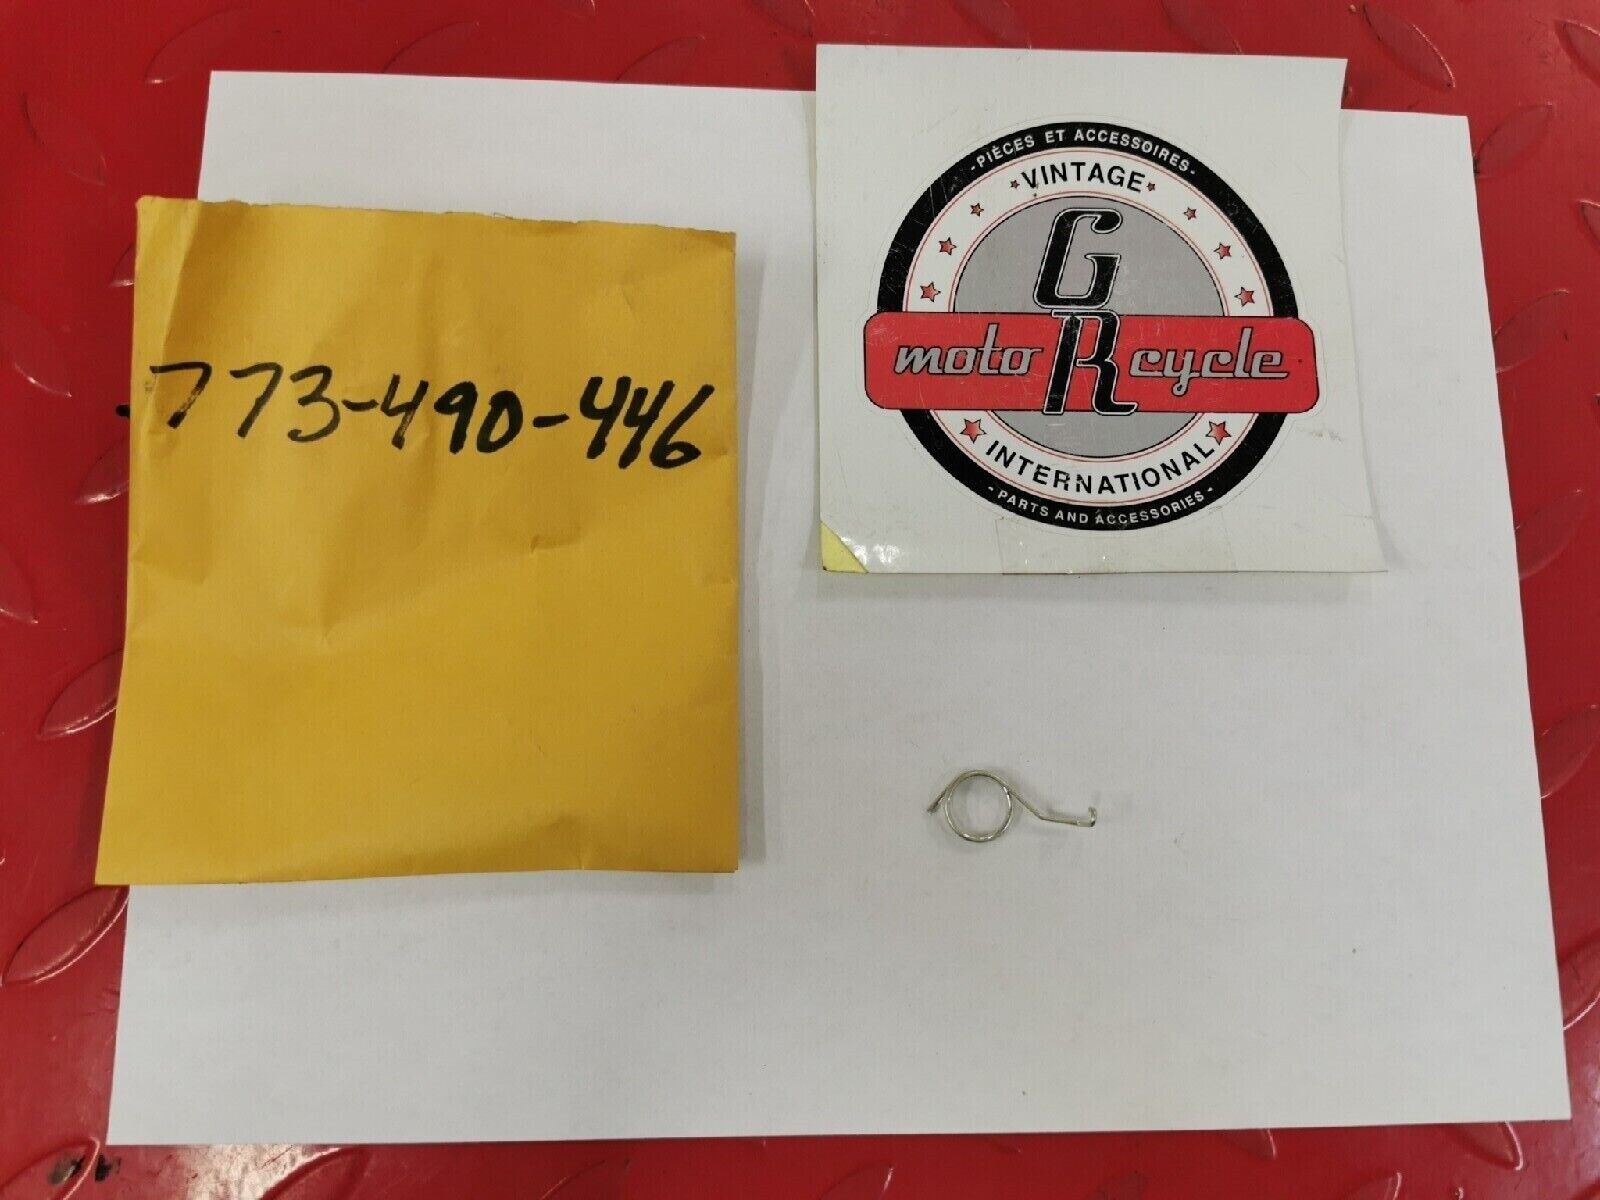 773-490-446
-PIÈCES ET ACCESSOIRES-
VINTAGE
G
moto R cycle
INTERNATIONAL
-PARTS AND ACCESSORIES-